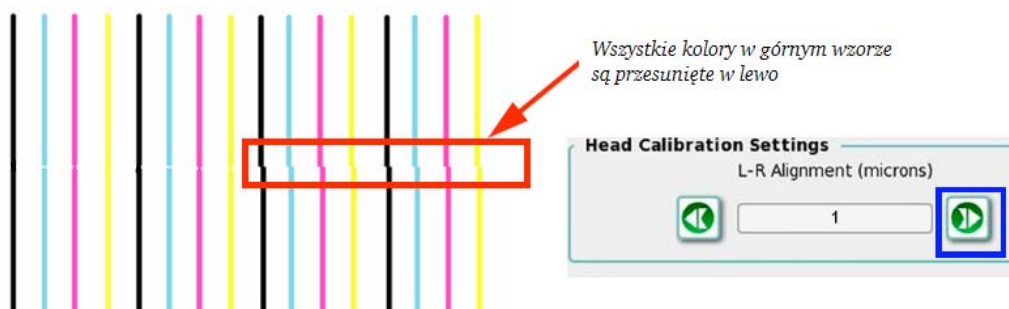 Wszystkie kolory w górnym wzorze
są przesunięte w lewo
Head Calibration Settings
L-R Alignment (microns)
1